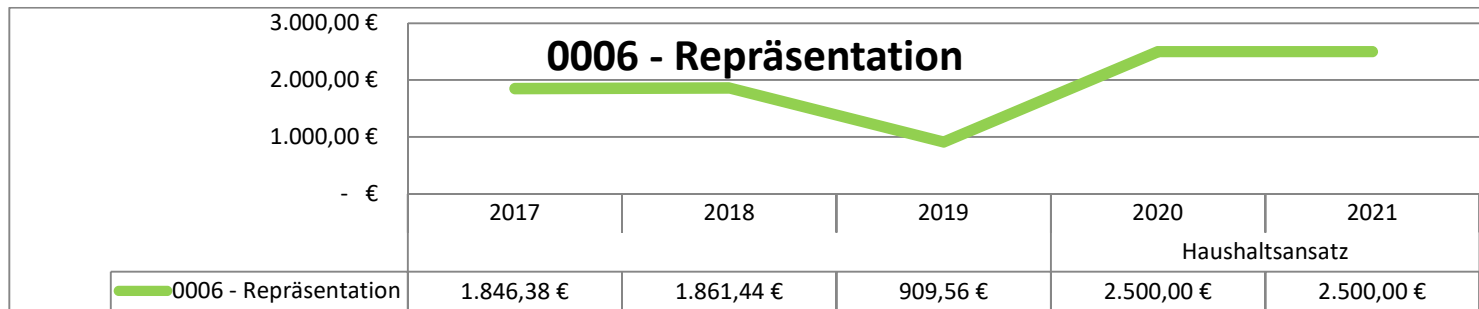 0006 - Repräsentation
3.000,00 €
2.000,00 €
1.000,00 €
- €
2017 2018 2019 2020 2021
Haushaltsansatz
0006 - Repräsentation 1.846,38 € 1.861,44 € 909,56 € 2.500,00 € 2.500,00 €